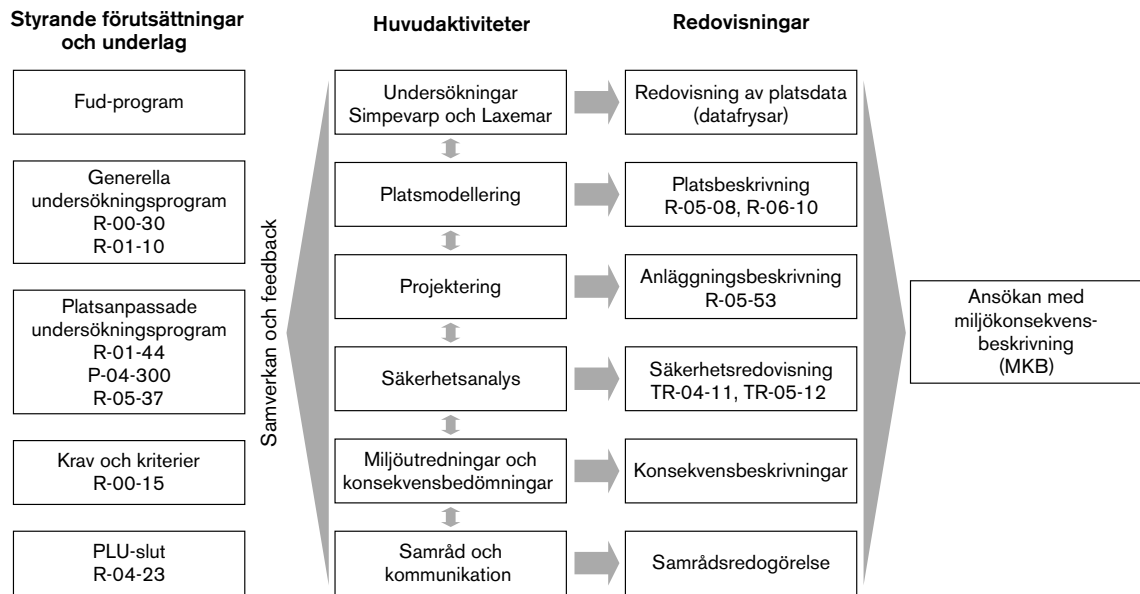 Styrande förutsättningar
och underlag
Fud-program
Generella
undersökningsprogram
R-00-30
R-01-10
Platsanpassade
undersökningsprogram
R-01-44
P-04-300
R-05-37
Krav och kriterier
R-00-15
PLU-slut
R-04-23
Samverkan och feedback
Huvudaktiviteter
Undersökningar
Simpevarp och Laxemar
Platsmodellering
Projektering
Säkerhetsanalys
Miljöutredningar och
konsekvensbedömningar
Samråd och
kommunikation
Redovisningar
Redovisning av platsdata
(datafrysar)
Platsbeskrivning
R-05-08, R-06-10
Anläggningsbeskrivning
R-05-53
Säkerhetsredovisning
TR-04-11, TR-05-12
Konsekvensbeskrivningar
Samrådsredogörelse
Ansökan med
miljökonsekvens-
beskrivning
(MKB)